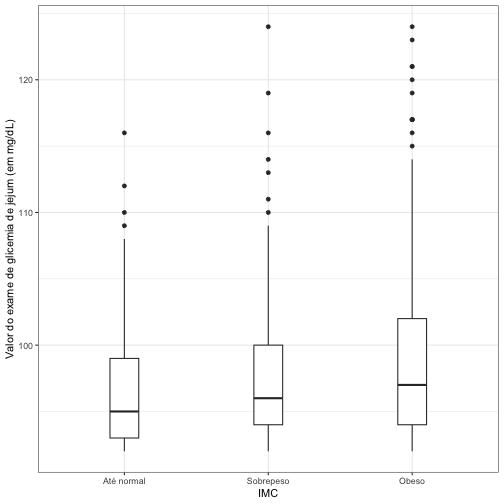 Valor do exame de glicemia de jejum (em mg/dL)
120
110
100
Até normal
Sobrepeso
Obeso
IMC